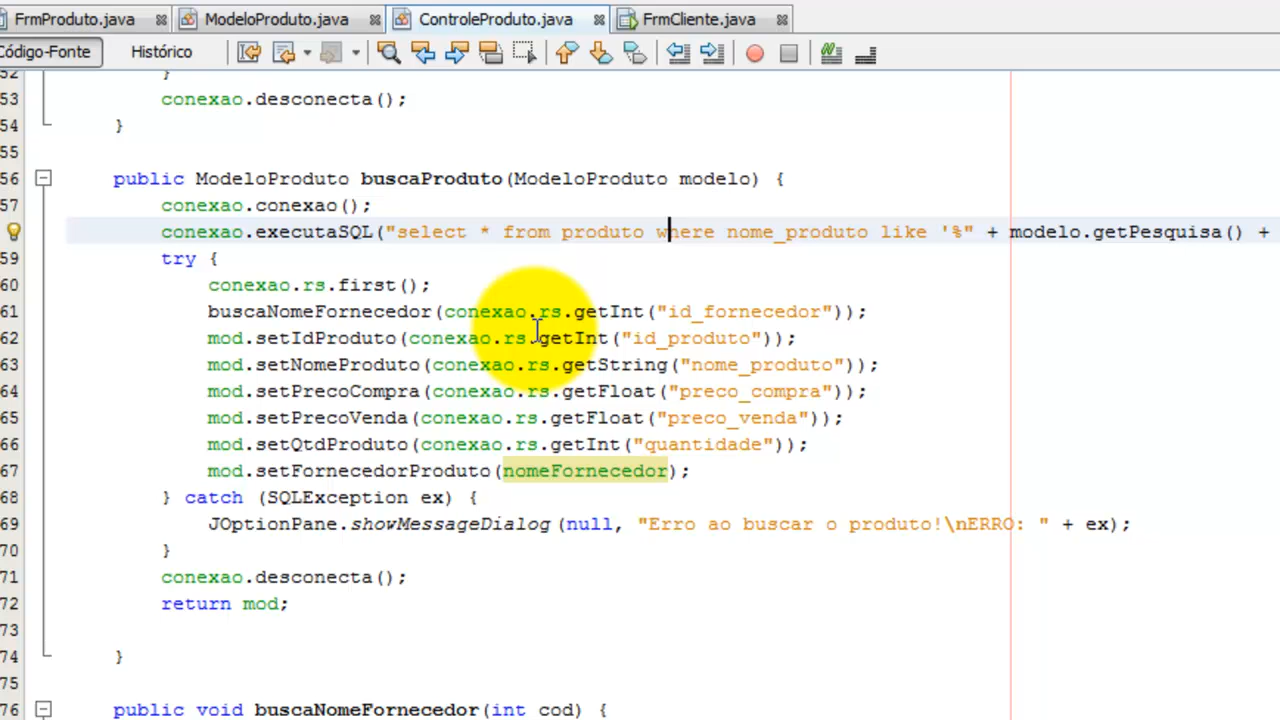 FrmProduto.java ModeloProduto.java ControleProduto.java FrmCliente.java
Código-Fonte Histórico
52 }
53 conexao.desconecta();
54 }
55
56 public ModeloProduto buscaProduto(ModeloProduto modelo) {
57 conexao.conexao();
conexao.executaSQL("select * from produto where nome_produto like '%" + modelo.getPesquisa() +
59 try {
60 conexao.rs.first();
61 buscaNomeFornecedor(conexao.rs.getInt("id_fornecedor"));
62 mod.setIdProduto(conexao.rs.getInt("id_produto"));
63 mod.setNomeProduto(conexao.rs.getString("nome_produto"));
64 mod.setPrecoCompra(conexao.rs.getFloat("preco_compra"));
65 mod.setPrecoVenda(conexao.rs.getFloat("preco_venda"));
66 mod.setQtdProduto(conexao.rs.getInt("quantidade"));
67 mod.setFornecedorProduto(nomeFornecedor);
68 } catch (SQLException ex) {
69 JOptionPane.showMessageDialog(null, "Erro ao buscar o produto!\nERRO: " + ex);
70 }
71 conexao.desconecta();
72 return mod;
73
74 }
75
76 public void buscaNomeFornecedor(int cod) {